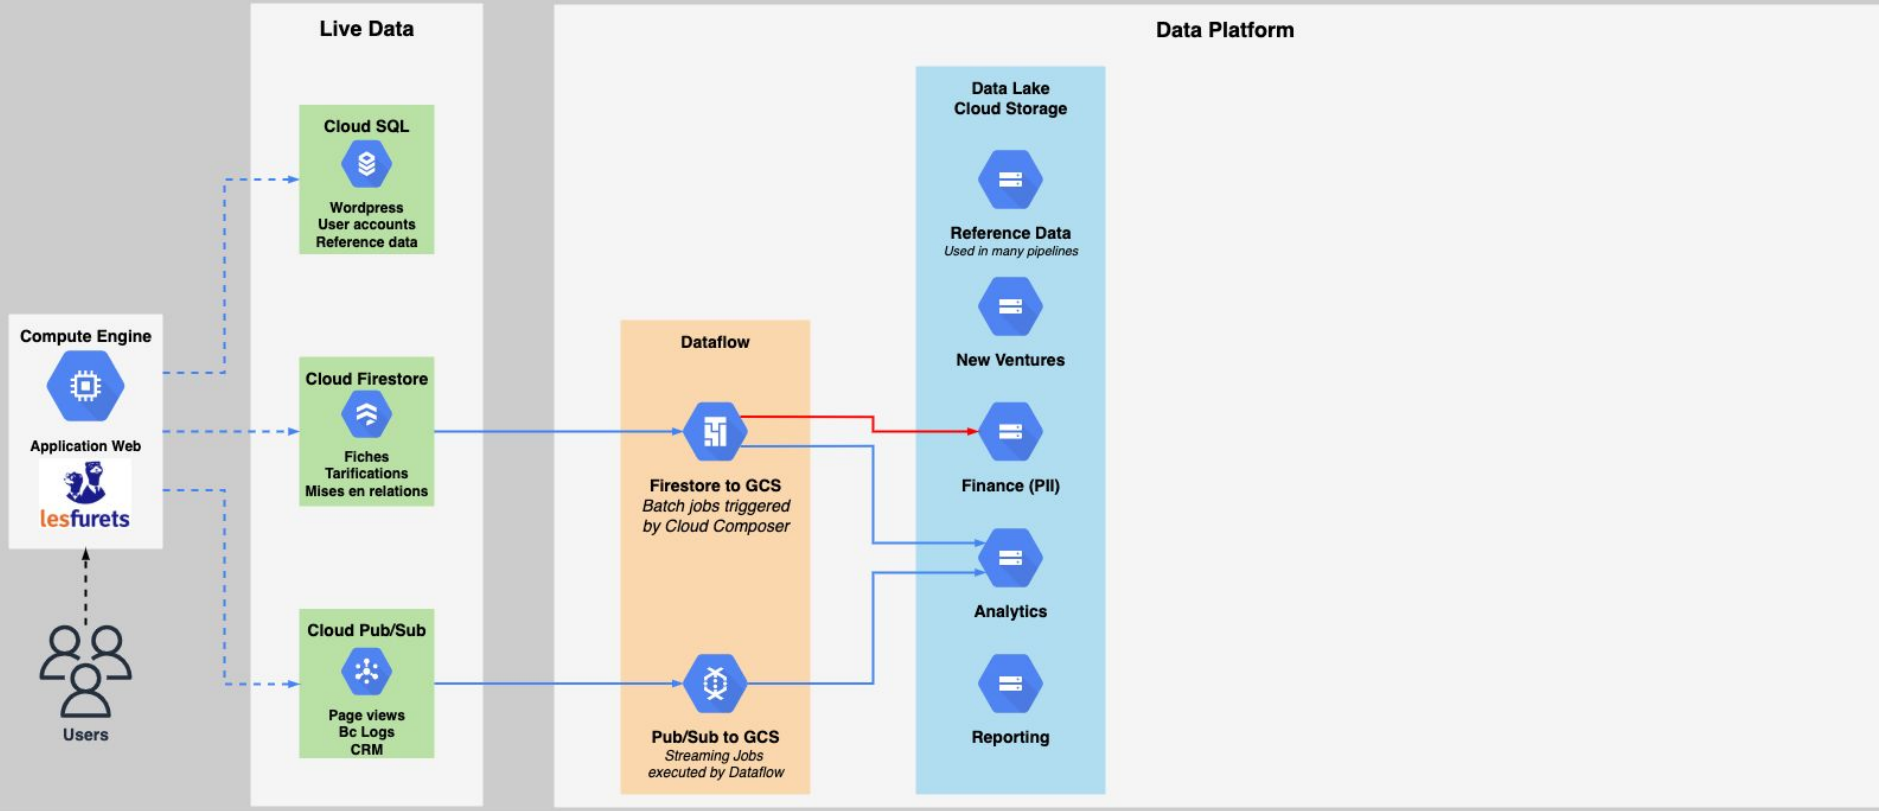 Live Data
Data Platform
Cloud SQL
Wordpress
User accounts
Reference data
Compute Engine
Application Web
lesfurets
Users
Cloud Firestore
Fiches
Tarifications
Mises en relations
Cloud Pub/Sub
Page views
Bc Logs
CRM
Dataflow
Firestore to GCS
Batch jobs triggered
by Cloud Composer
Pub/Sub to GCS
Streaming Jobs
executed by Dataflow
Data Lake
Cloud Storage
Reference Data
Used in many pipelines
New Ventures
Finance (PII)
Analytics
Reporting